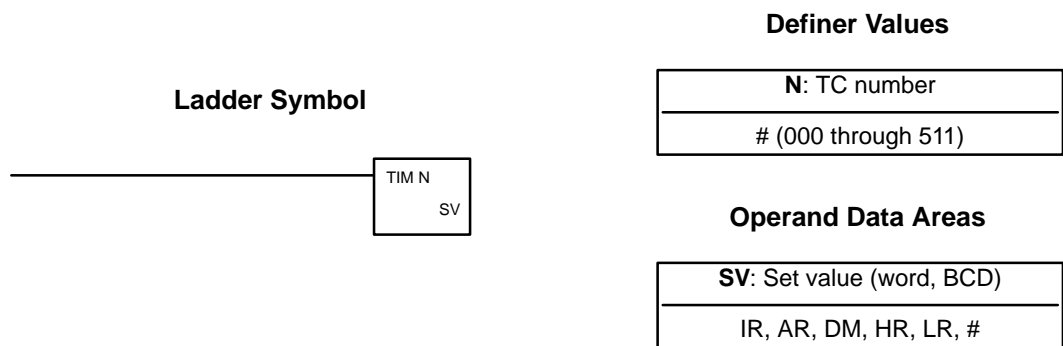 Ladder Symbol
TIM N
SV
Definer Values
N: TC number
# (000 through 511)
Operand Data Areas
SV: Set value (word, BCD)
IR, AR, DM, HR, LR, #